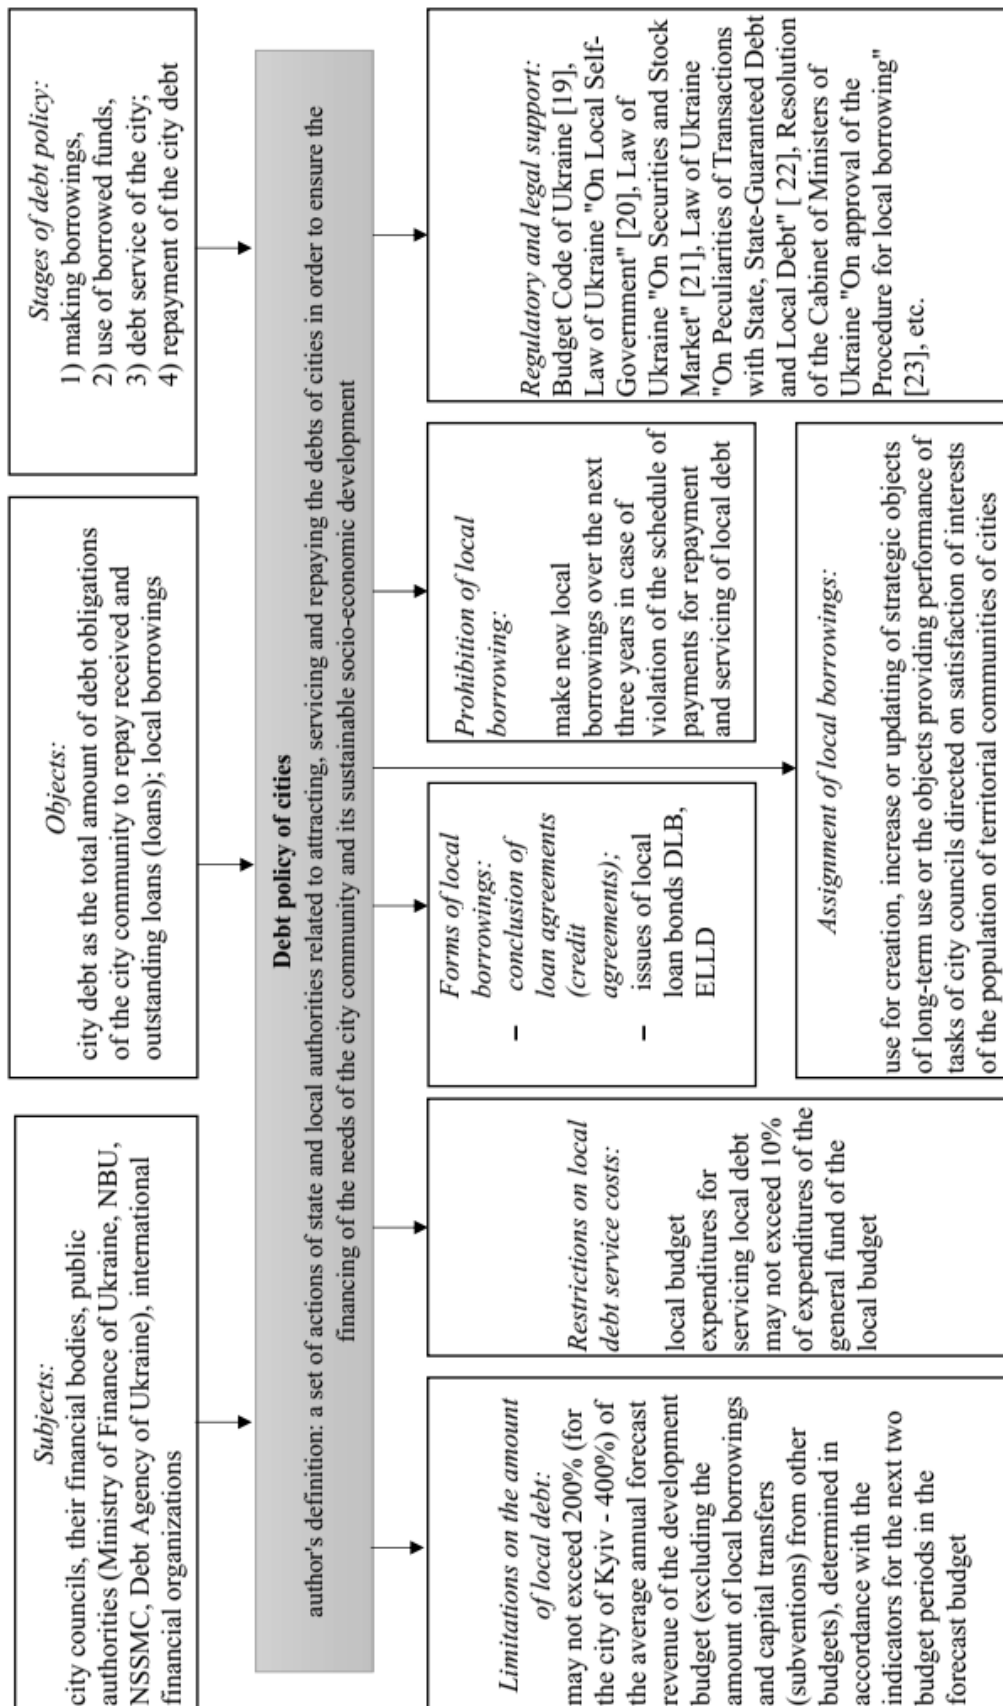 Subjects:
city councils, their financial bodies, public
authorities (Ministry of Finance of Ukraine, NBU,
NSSMC, Debt Agency of Ukraine), international
financial organizations
Objects:
city debt as the total amount of debt obligations
of the city community to repay received and
outstanding loans (loans); local borrowings
Stages of debt policy:
1) making borrowings,
2) use of borrowed funds,
3) debt service of the city;
4) repayment of the city debt
Debt policy of cities
author's definition: a set of actions of state and local authorities related to attracting, servicing and repaying the debts of cities in order to ensure the
financing of the needs of the city community and its sustainable socio-economic development
Limitations on the amount
of local debt:
may not exceed 200% (for
the city of Kyiv - 400%) of
the average annual forecast
revenue of the development
budget (excluding the
amount of local borrowings
and capital transfers
(subventions) from other
budgets), determined in
accordance with the
indicators for the next two
budget periods in the
forecast budget
Restrictions on local
debt service costs:
local budget
expenditures for
servicing local debt
may not exceed 10%
of expenditures of the
general fund of the
local budget
Forms of local
borrowings:
– conclusion of
loan agreements
(credit
agreements);
– issues of local
loan bonds DLB,
ELLD
Prohibition of local
borrowing:
make new local
borrowings over the next
three years in case of
violation of the schedule of
payments for repayment
and servicing of local debt
Assignment of local borrowings:
use for creation, increase or updating of strategic objects
of long-term use or the objects providing performance of
tasks of city councils directed on satisfaction of interests
of the population of territorial communities of cities
Regulatory and legal support:
Budget Code of Ukraine [19],
Law of Ukraine "On Local Self-
Government" [20], Law of
Ukraine "On Securities and Stock
Market" [21], Law of Ukraine
"On Peculiarities of Transactions
with State, State-Guaranteed Debt
and Local Debt" [ 22], Resolution
of the Cabinet of Ministers of
Ukraine "On approval of the
Procedure for local borrowing"
[23], etc.